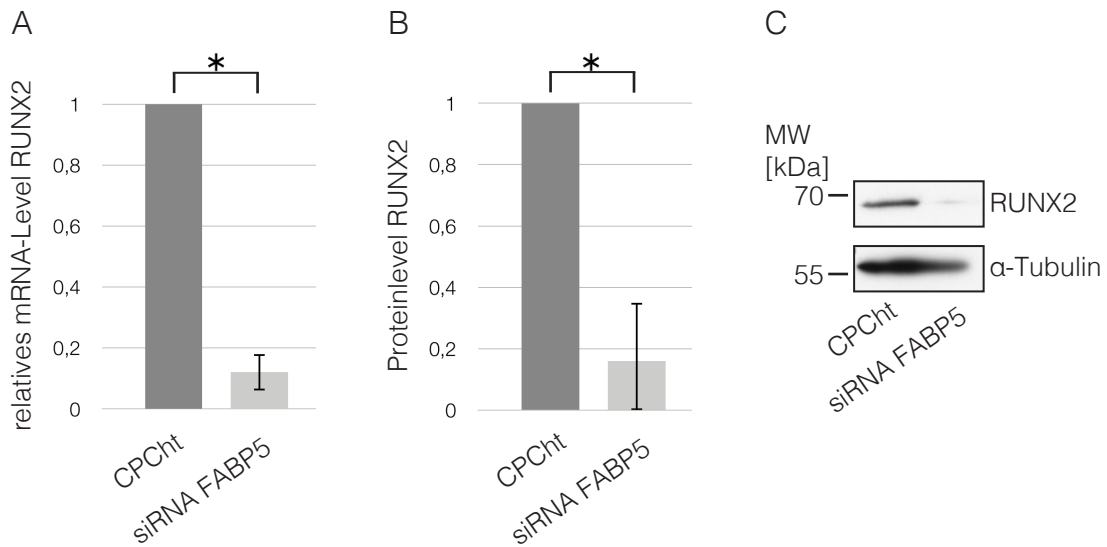 A
relatives mRNA-Level RUNX2
*
1
0,8
0,6
0,4
0,2
0
CPCht
siRNA FABP5
B
Proteinlevel RUNX2
*
1
0,8
0,6
0,4
0,2
0
CPCht
siRNA FABP5
C
MW
[kDa]
70
RUNX2
55
α-Tubulin
CPCht
siRNA FABP5